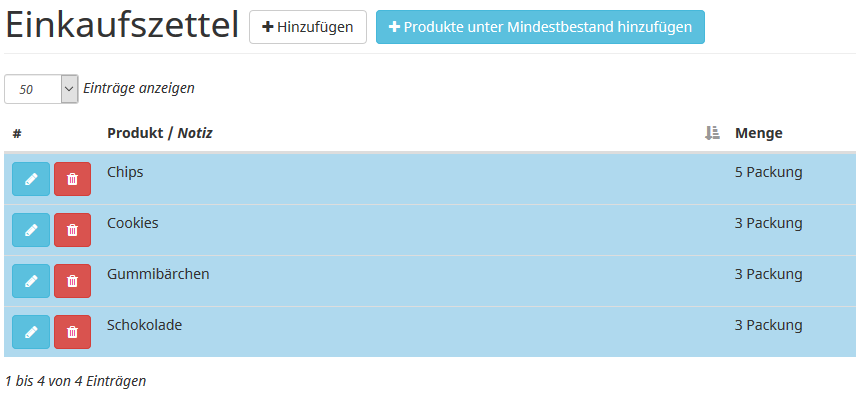 Einkaufszettel Hinzufügen Produkte unter Mindestbestand hinzufügen
50 Einträge anzeigen
# Produkt / Notiz Menge
Chips 5 Packung
Cookies 3 Packung
Gummibärchen 3 Packung
Schokolade 3 Packung
1 bis 4 von 4 Einträgen